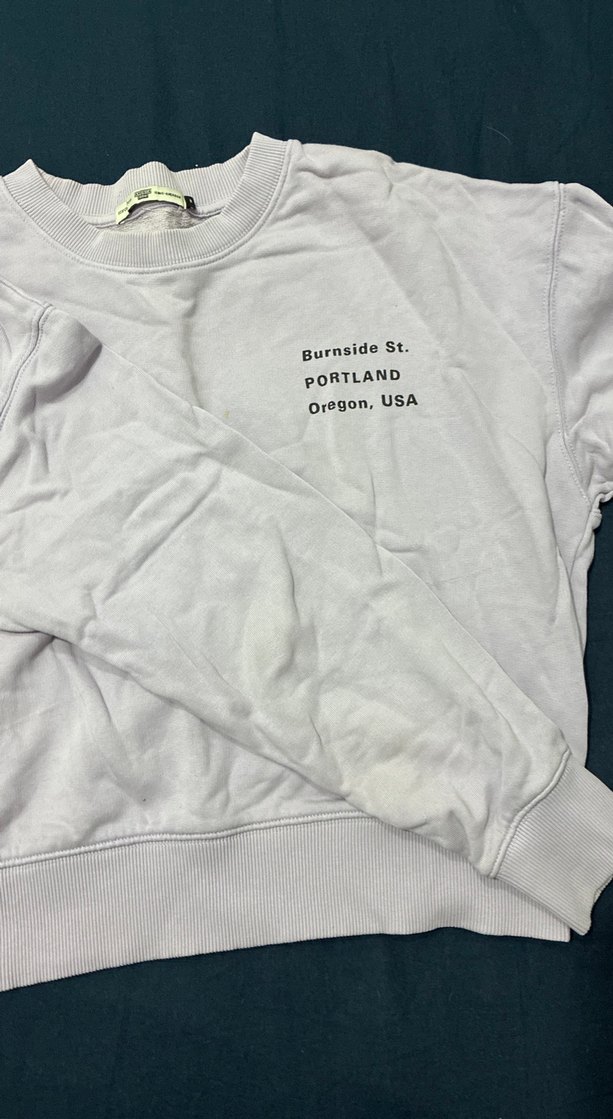 Burnside St.
PORTLAND
Oregon, USA